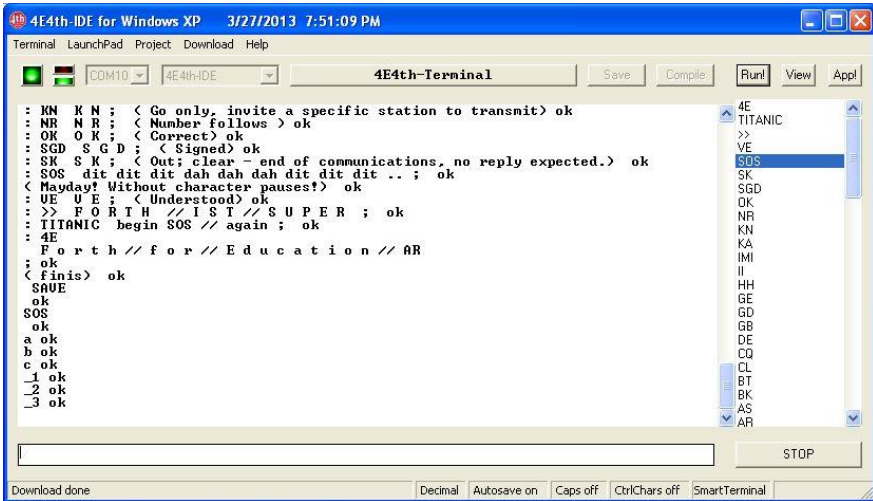 4th 4E4th-IDE for Windows XP 3/27/2013 7:51:09 PM
Terminal LaunchPad Project Download Help
COM10 4E4th-IDE 4E4th-Terminal Save Compile Run! View App!
: KN K N ; ( Go only, invite a specific station to transmit) ok
: NR N R ; ( Number follows ) ok
: OK O K ; ( Correct) ok
: SGD S G D ; ( Signed) ok
: SK S K ; ( Out; clear - end of communications, no reply expected.) ok
: SOS dit dit dit dah dah dah dit dit dit .. ; ok
( Mayday! Without character pauses!) ok
: VE V E ; ( Understood) ok
: >> F O R T H // I S T // S U P E R ; ok
: TITANIC begin SOS // again ; ok
: 4E
F o r t h // f o r // E d u c a t i o n // AR
; ok
( finis) ok
SAVE
ok
SOS
ok
a ok
b ok
c ok
_1 ok
_2 ok
_3 ok
4E
TITANIC
>>
VE
SOS
SK
SGD
OK
NR
KN
KA
IMI
II
HH
GE
GD
GB
DE
CQ
CL
BT
BK
AS
AR
STOP
Download done Decimal Autosave on Caps off CtrlChars off SmartTerminal